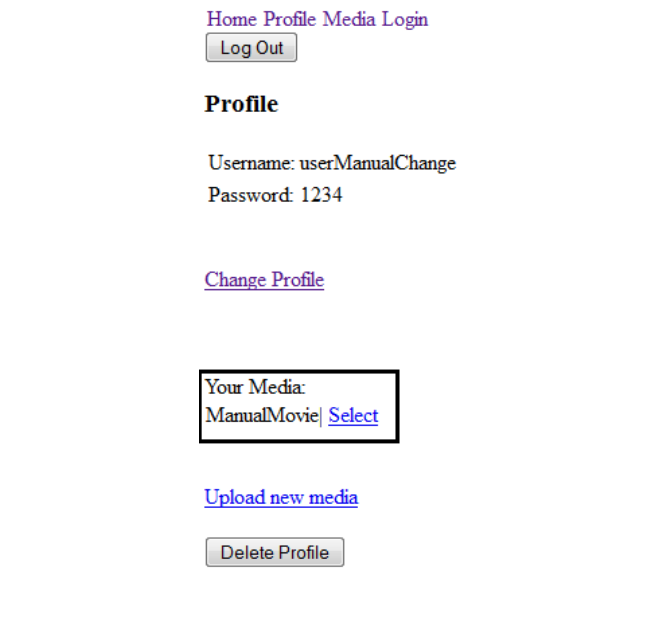 Home Profile Media Login
Log Out
Profile
Username: userManualChange
Password: 1234
Change Profile
Your Media:
ManualMovie| Select
Upload new media
Delete Profile